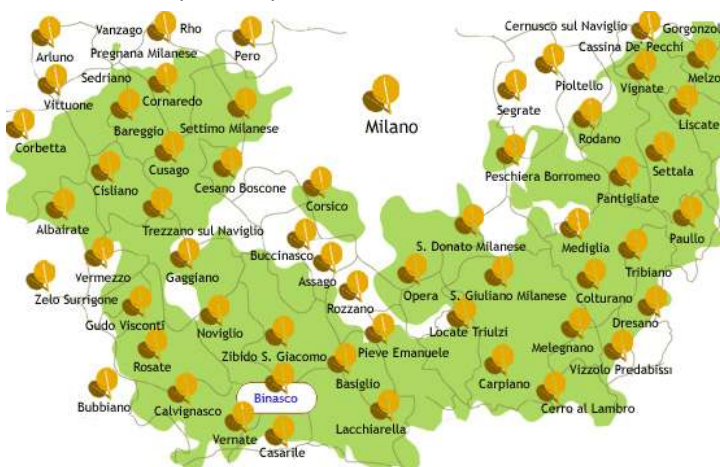 Vanzago
Rho
Cernusco sul Naviglio
Gorgonzol
Arluno
Pregnana Milanese
Pero
Cassina De' Pecchi
Sedriano
Pioltello
Melzo
Vittuone
Cornaredo
Vignate
Segrate
Liscate
Milano
Bareggio
Settimo Milanese
Rodano
Corbetta
Cusago
Settala
Peschiera Borromeo
Cisliano
Cesano Boscone
Pantigliate
Corsico
Albairate
Trezzano sul Naviglio
S. Donato Milanese
Mediglia
Paullo
Buccinasco
Vermezzo
Gaggiano
Assago
Tribiano
Zelo Surrigone
Rozzano
Opera
S. Giuliano Milanese
Colturano
Gudo Visconti
Noviglio
Locate Triulzi
Dresano
Melegnano
Zibido S. Giacomo
Pieve Emanuele
Rosate
Vizzolo Predabissi
Basiglio
Carpiano
Binasco
Bubbiano
Calvignasco
Cerro al Lambro
Lacchiarella
Vernate
Casarile